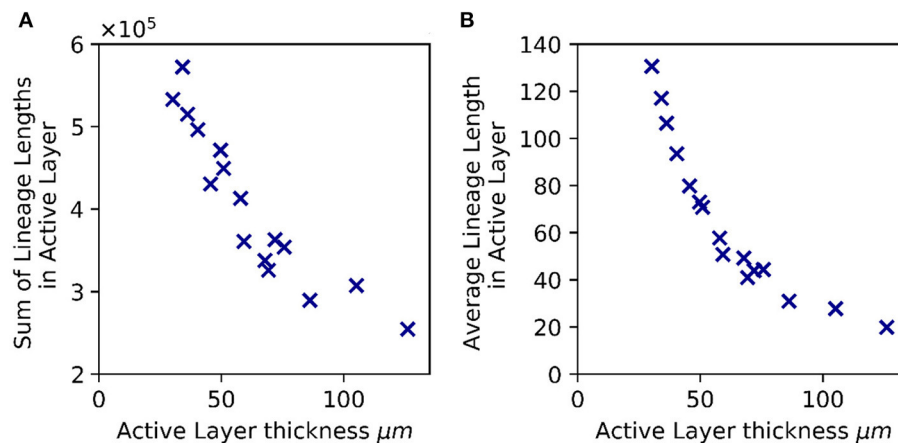 A
×10⁵
6
5
4
3
2
Sum of Lineage Lengths
in Active Layer
0 50 100
Active Layer thickness μm
B
140
120
100
80
60
40
20
0
Average Lineage Length
in Active Layer
0 50 100
Active Layer thickness μm